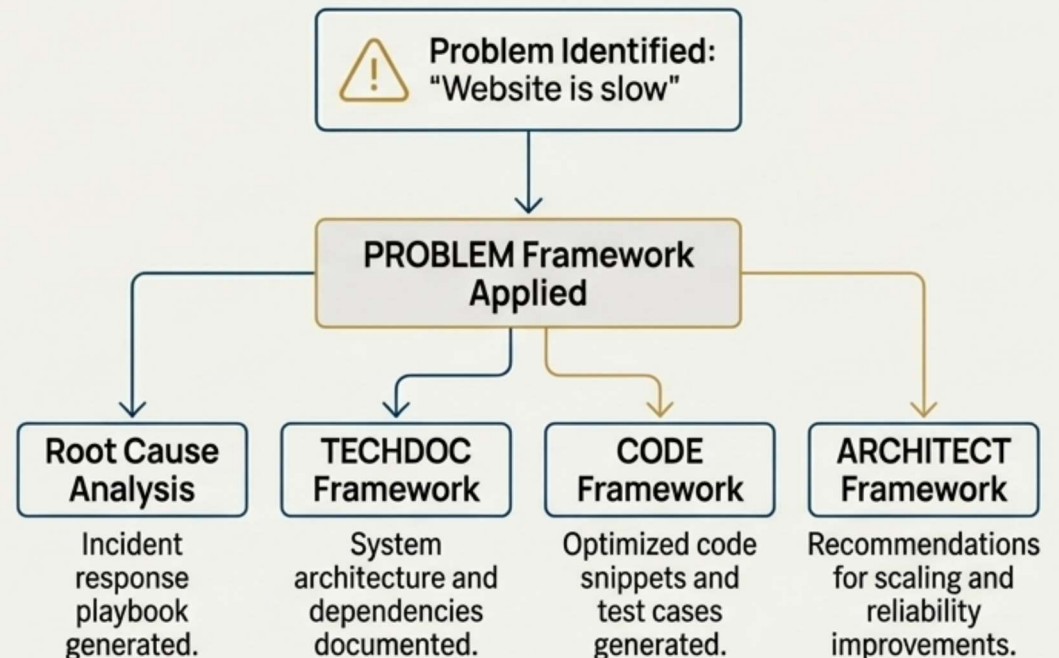 Problem Identified:
"Website is slow"
PROBLEM Framework
Applied
Root Cause
Analysis
Incident
response
playbook
generated.
TECHDOC
Framework
System
architecture and
dependencies
documented.
CODE
Framework
Optimized code
snippets and
test cases
generated.
ARCHITECT
Framework
Recommendations
for scaling and
reliability
improvements.